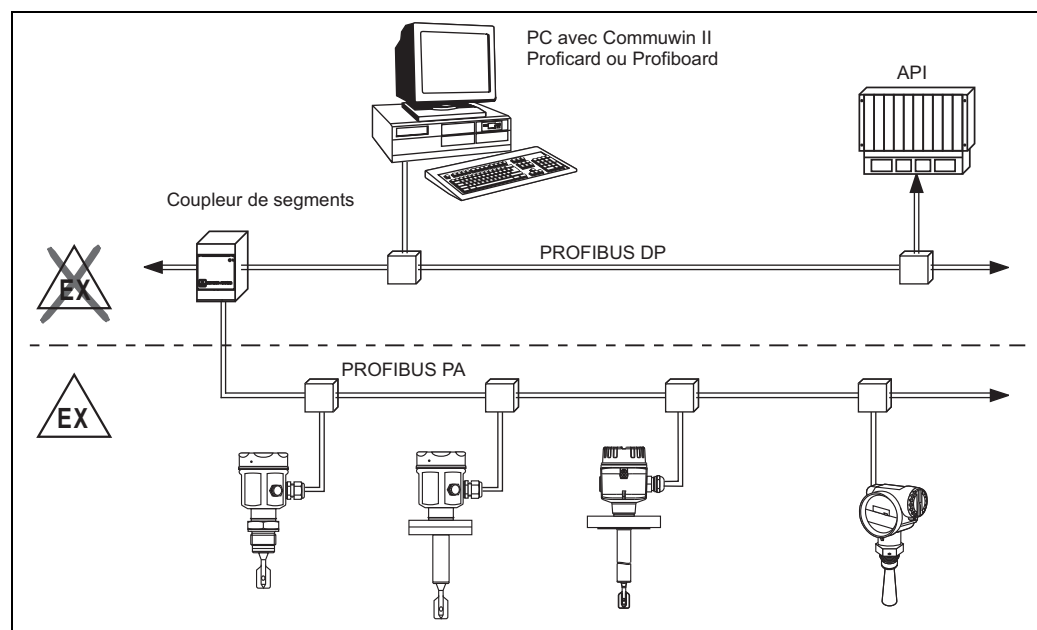 PC avec Commuwin II
Proficard ou Profiboard
API
Coupleur de segments
EX
PROFIBUS DP
PROFIBUS PA
EX